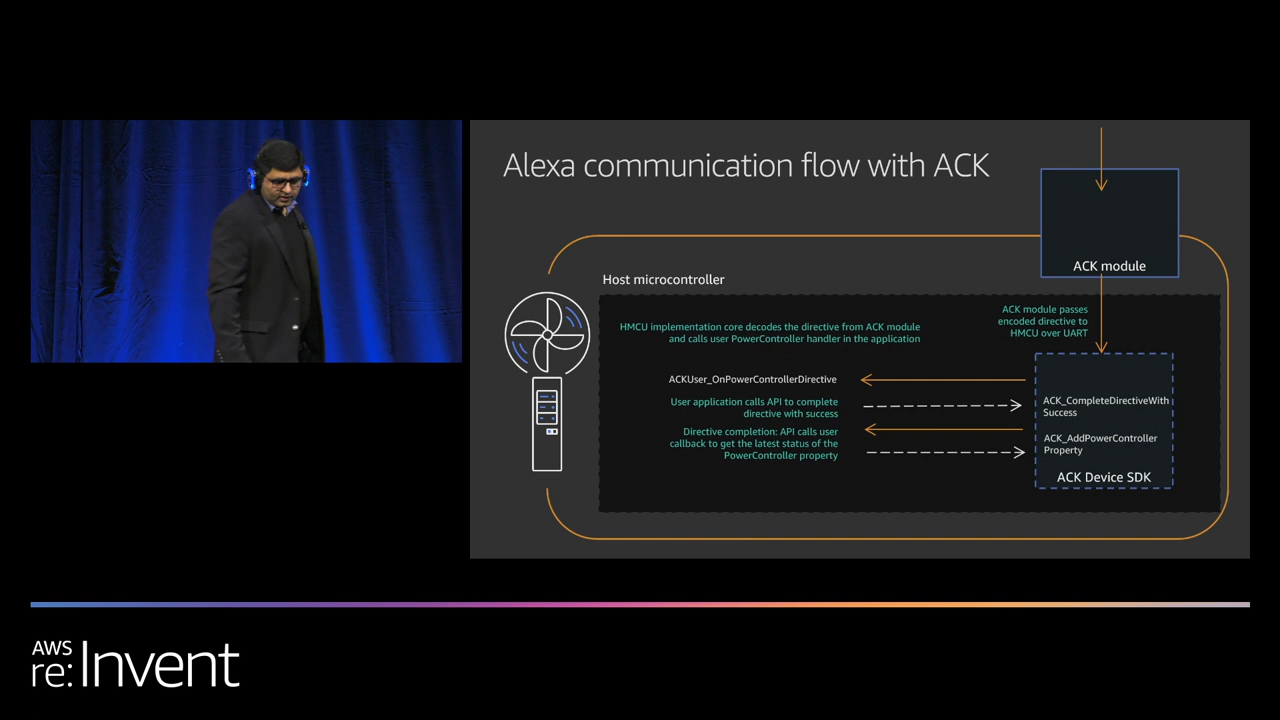 Alexa communication flow with ACK
ACK module
Host microcontroller
ACK module passes
encoded directive to
HMCU over UART
HMCU implementation core decodes the directive from ACK module
and calls user PowerController handler in the application
ACKUser_OnPowerControllerDirective
User application calls API to complete
directive with success
Directive completion: API calls user
callback to get the latest status of the
PowerController property
ACK_CompleteDirectiveWith
Success
ACK_AddPowerController
Property
ACK Device SDK
AWS
re:Invent